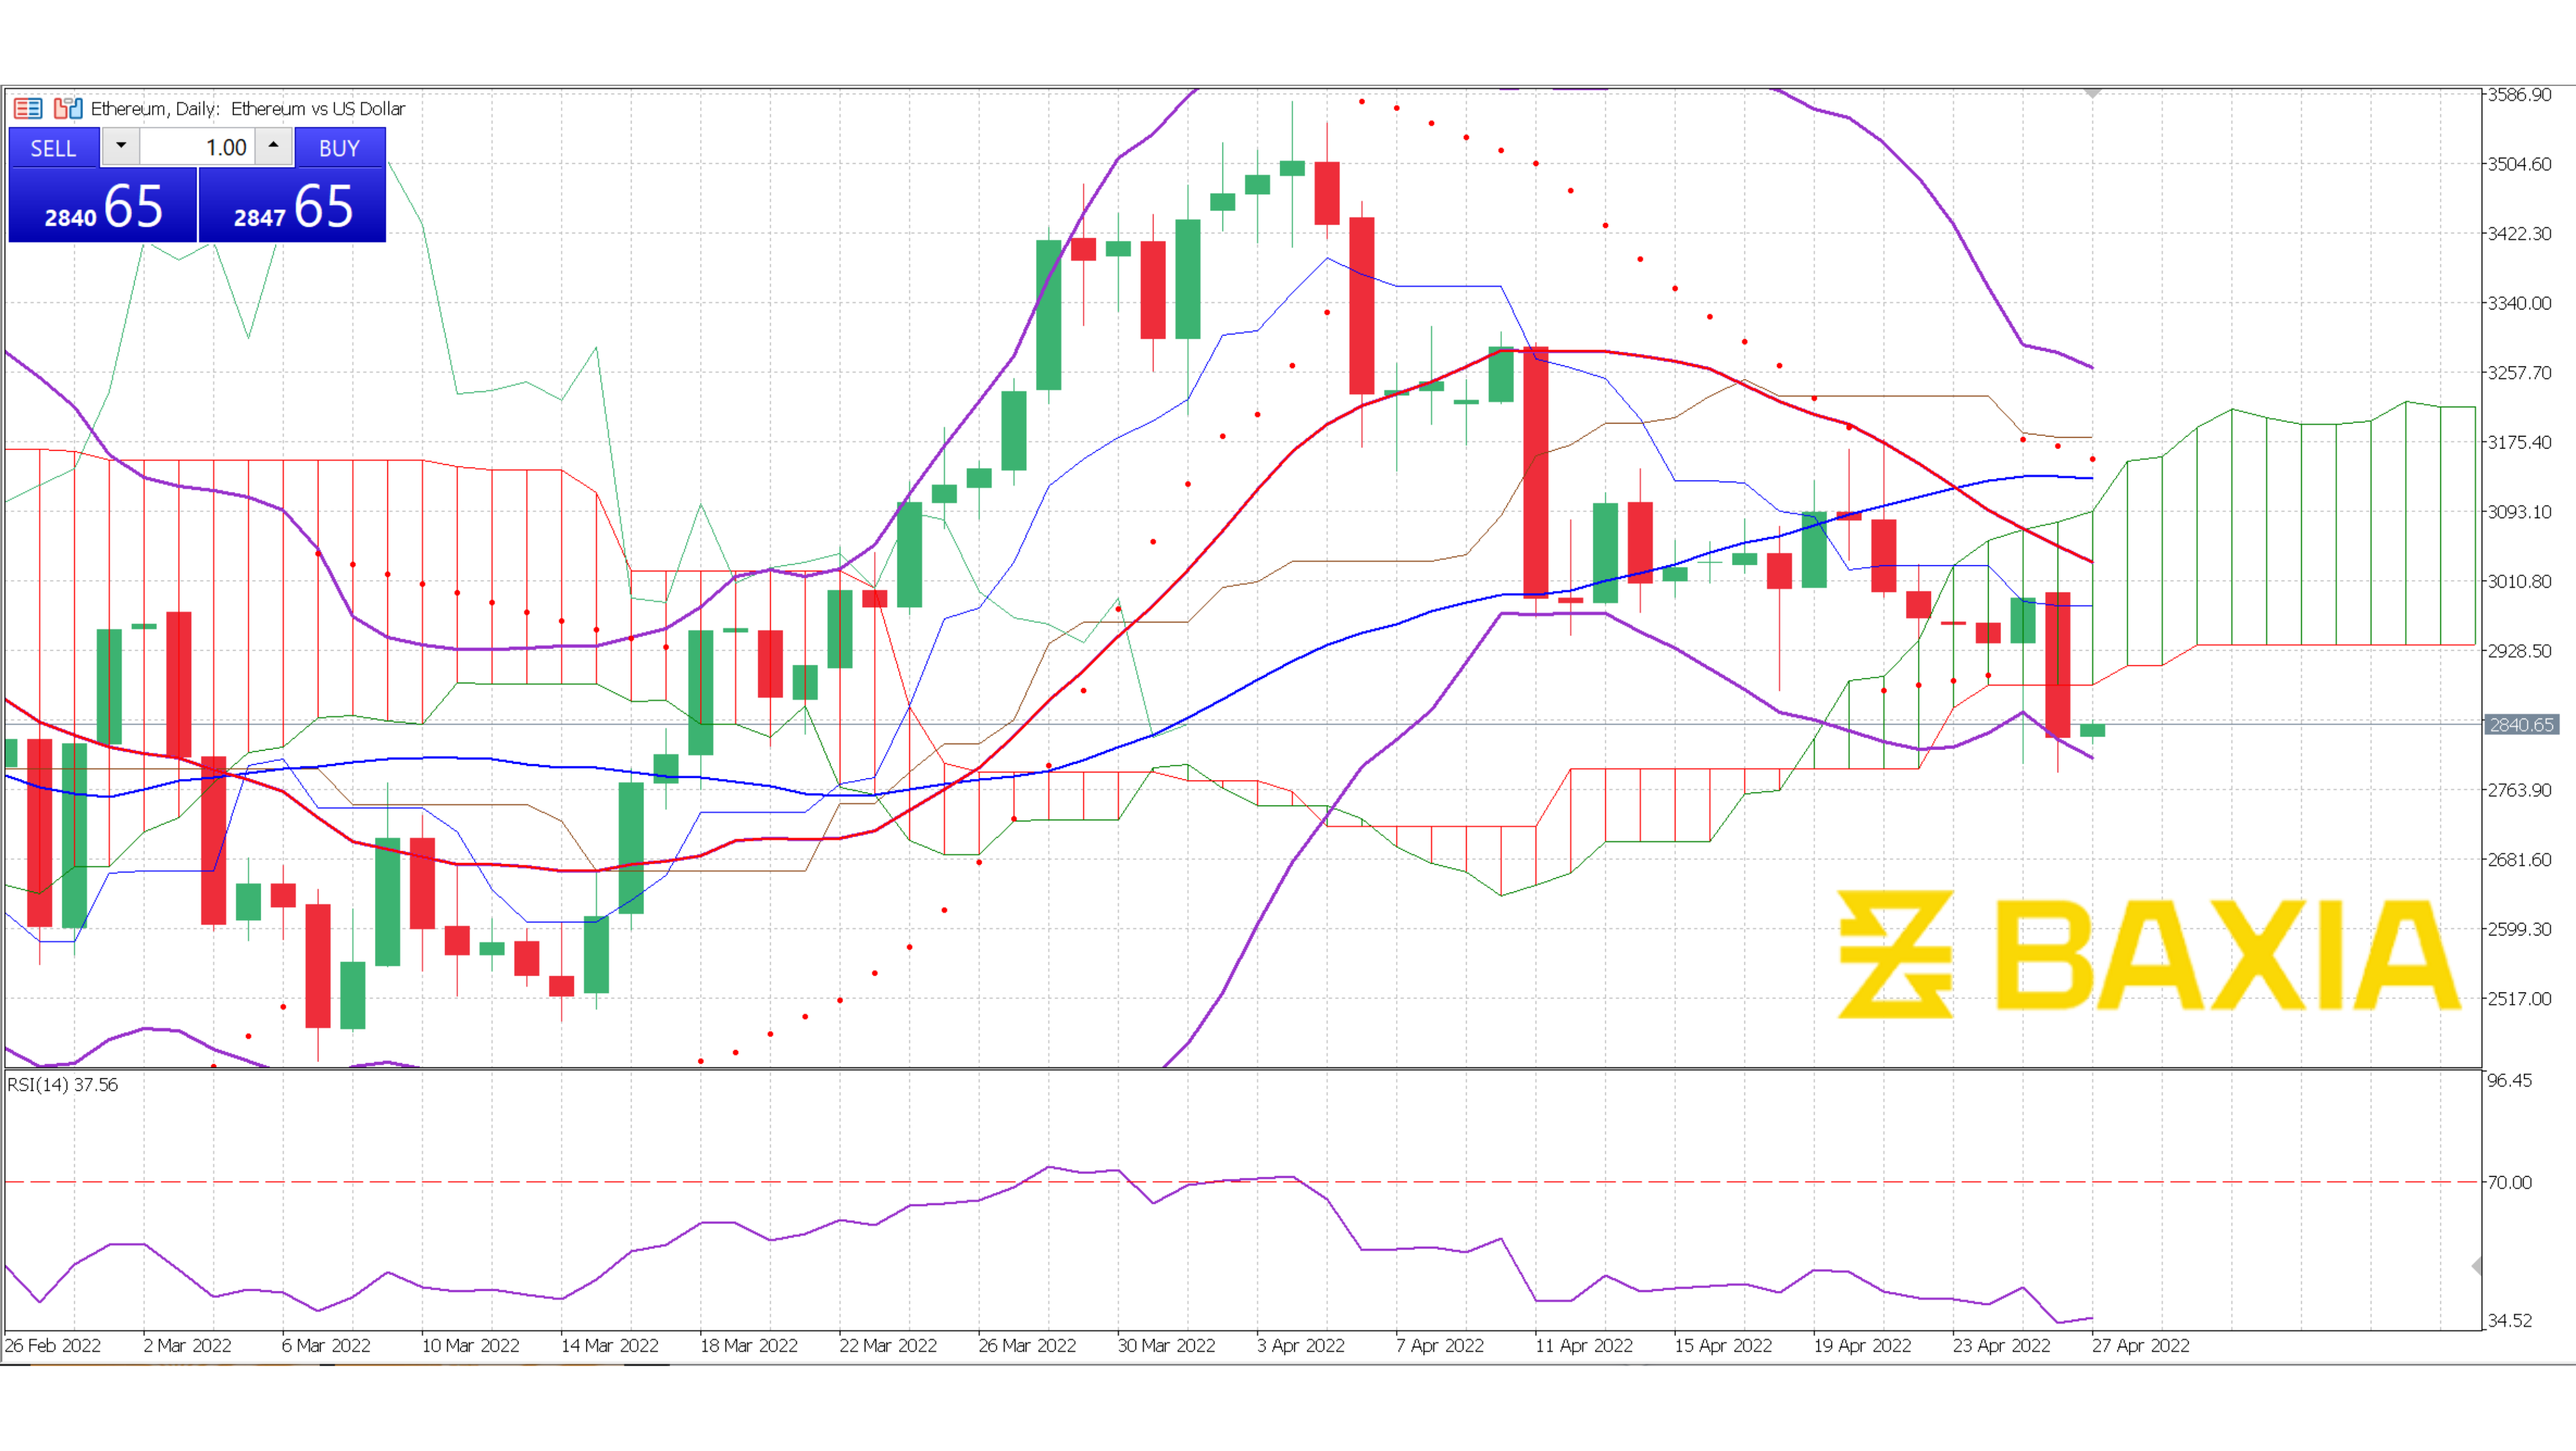 Ethereum, Daily: Ethereum vs US Dollar
SELL 1.00 BUY
2840 65 2847 65
3586.90
3504.60
3422.30
3340.00
3257.70
3175.40
3093.10
3010.80
2928.50
2840.65
2763.90
2681.60
2599.30
2517.00
BAXIA
RSI(14) 37.56
96.45
70.00
34.52
26 Feb 2022 2 Mar 2022 6 Mar 2022 10 Mar 2022 14 Mar 2022 18 Mar 2022 22 Mar 2022 26 Mar 2022 30 Mar 2022 3 Apr 2022 7 Apr 2022 11 Apr 2022 15 Apr 2022 19 Apr 2022 23 Apr 2022 27 Apr 2022